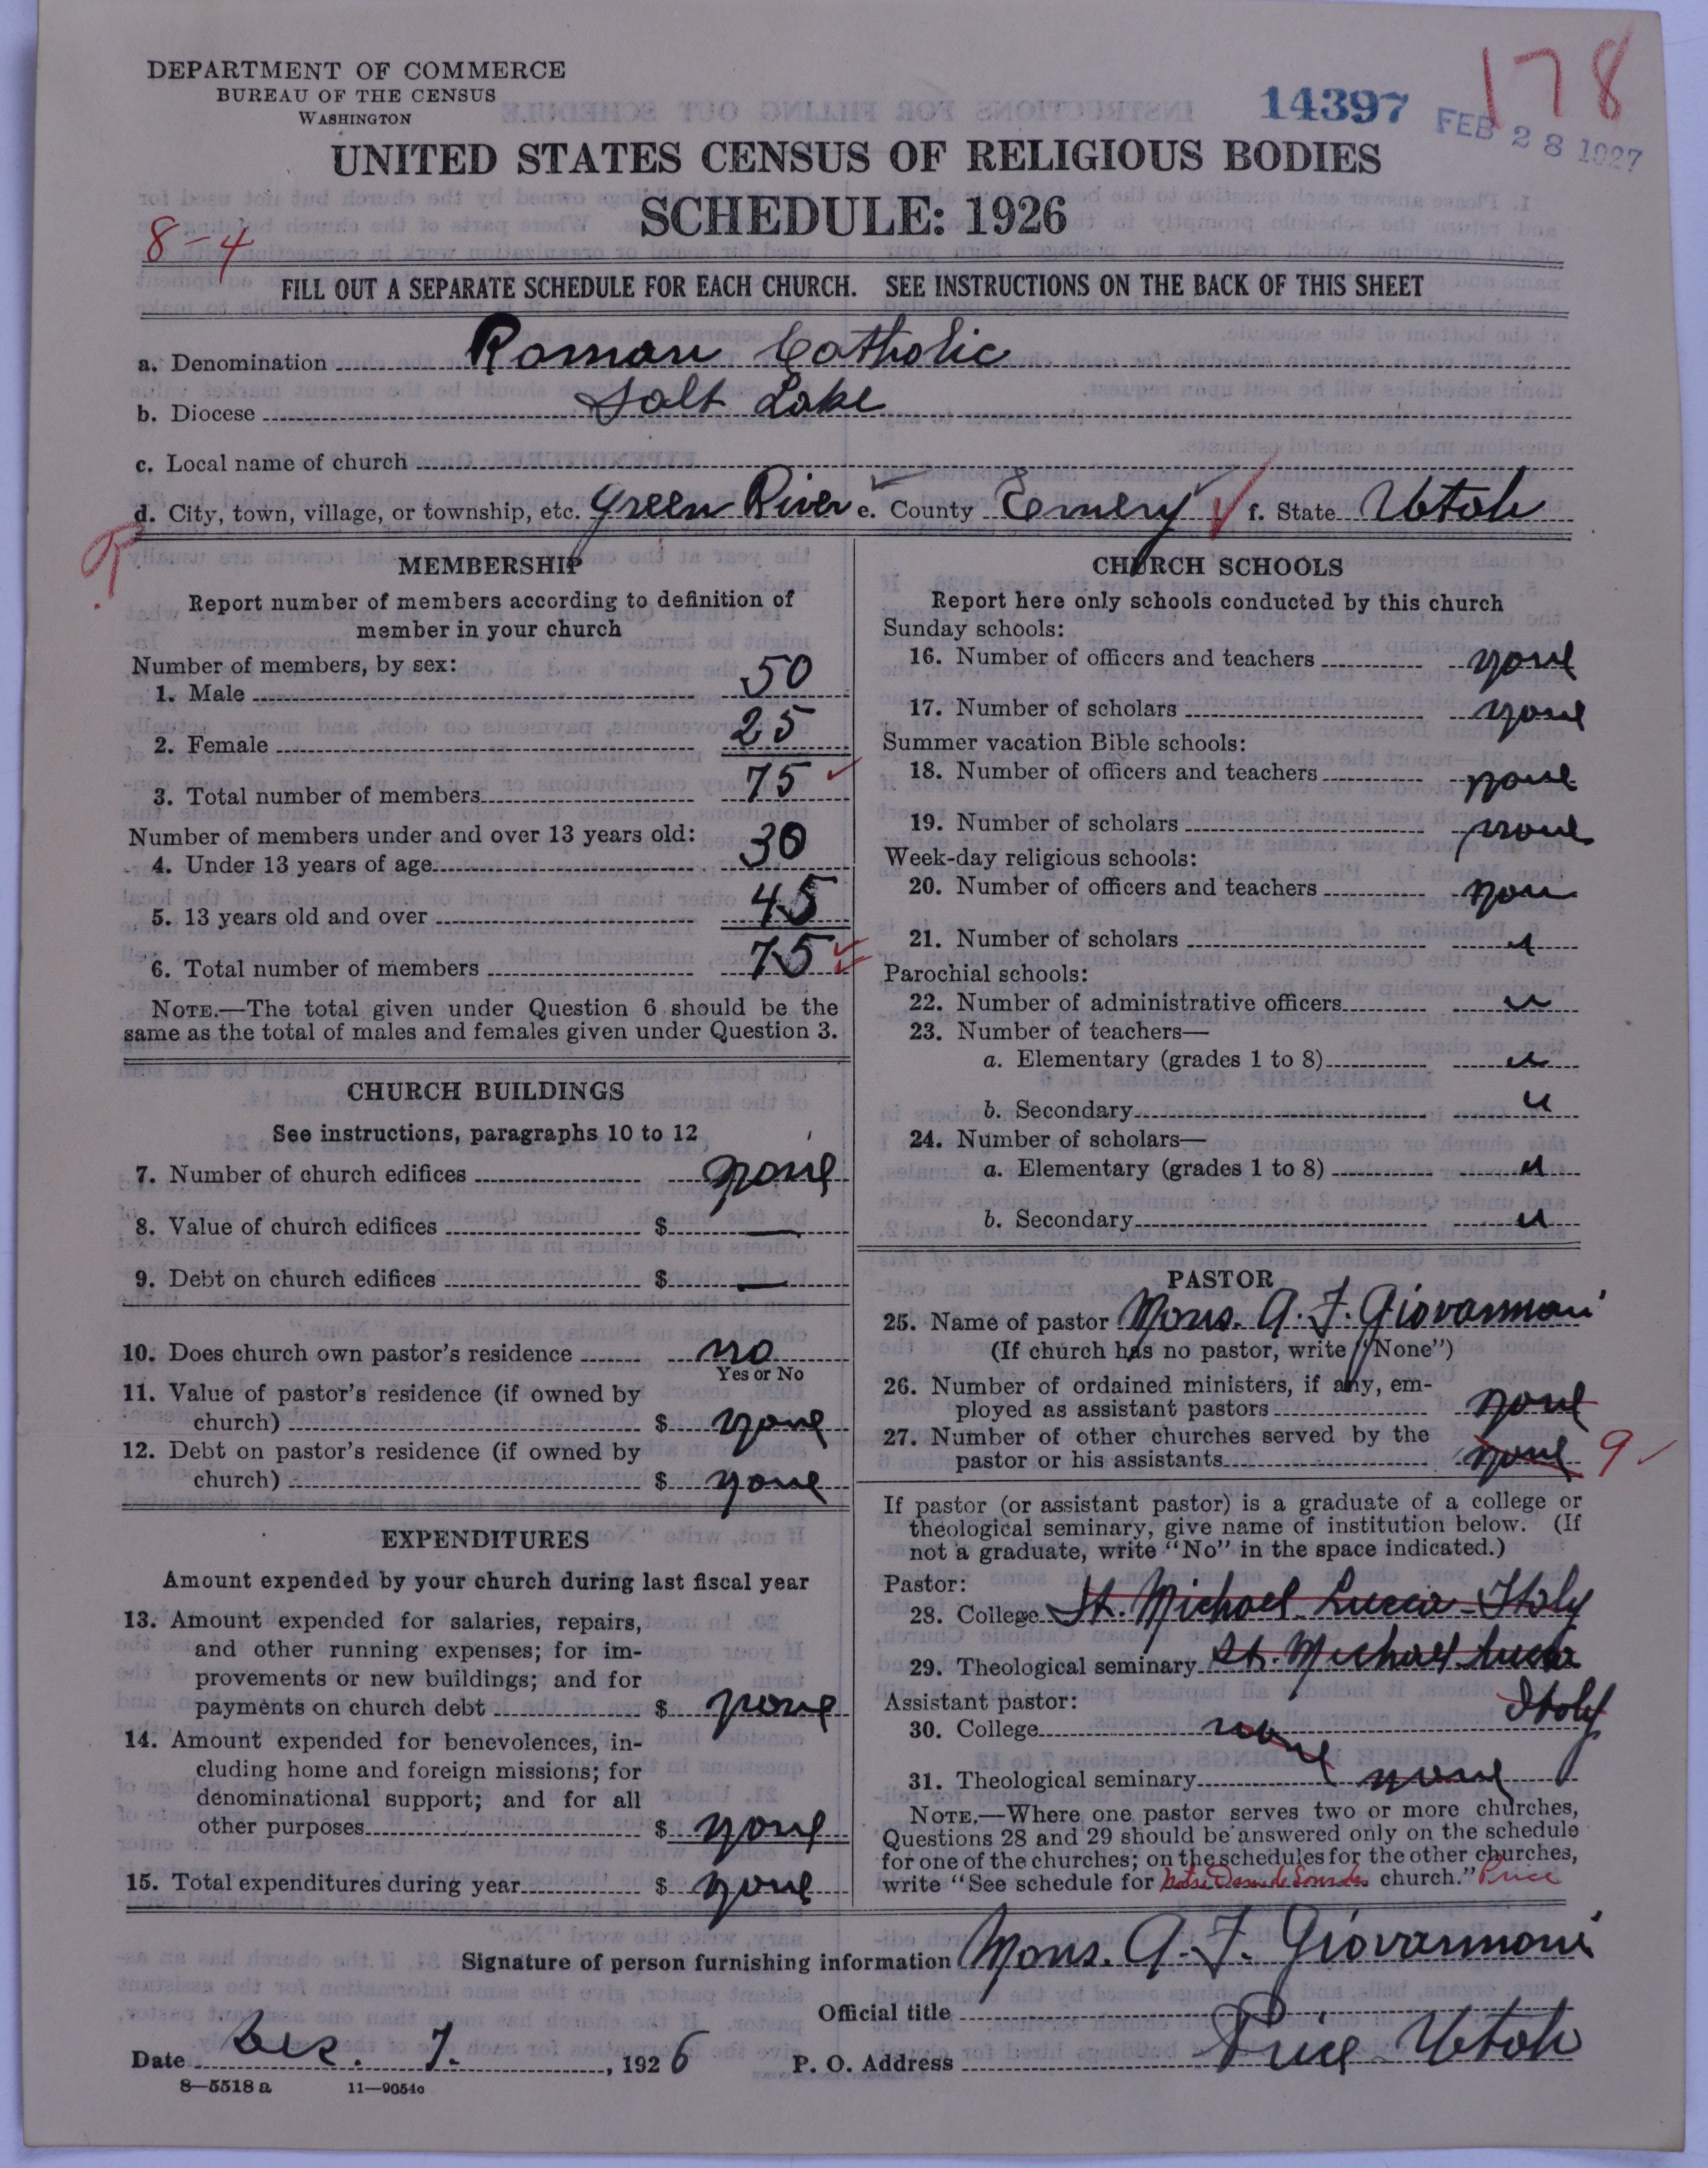 DEPARTMENT OF COMMERCE
BUREAU OF THE CENSUS
WASHINGTON
14397
FEB 28 1927
178
UNITED STATES CENSUS OF RELIGIOUS BODIES
SCHEDULE: 1926
8-4
FILL OUT A SEPARATE SCHEDULE FOR EACH CHURCH. SEE INSTRUCTIONS ON THE BACK OF THIS SHEET
a. Denomination Roman Catholic
b. Diocese Salt Lake
c. Local name of church
d. City, town, village, or township, etc. Green River e. County Emery f. State Utah
MEMBERSHIP
Report number of members according to definition of
member in your church
Number of members, by sex:
1. Male 50
2. Female 25
3. Total number of members 75
Number of members under and over 13 years old:
4. Under 13 years of age 30
5. 13 years old and over 45
6. Total number of members 75
NOTE.—The total given under Question 6 should be the
same as the total of males and females given under Question 3.
CHURCH BUILDINGS
See instructions, paragraphs 10 to 12
7. Number of church edifices none
8. Value of church edifices $ —
9. Debt on church edifices $ —
10. Does church own pastor's residence no
Yes or No
11. Value of pastor's residence (if owned by
church) $ none
12. Debt on pastor's residence (if owned by
church) $ none
EXPENDITURES
Amount expended by your church during last fiscal year
13. Amount expended for salaries, repairs,
and other running expenses; for im-
provements or new buildings; and for
payments on church debt $ none
14. Amount expended for benevolences, in-
cluding home and foreign missions; for
denominational support; and for all
other purposes $ none
15. Total expenditures during year $ none
CHURCH SCHOOLS
Report here only schools conducted by this church
Sunday schools:
16. Number of officers and teachers none
17. Number of scholars none
Summer vacation Bible schools:
18. Number of officers and teachers none
19. Number of scholars none
Week-day religious schools:
20. Number of officers and teachers non
21. Number of scholars "
Parochial schools:
22. Number of administrative officers "
23. Number of teachers—
a. Elementary (grades 1 to 8) "
b. Secondary "
24. Number of scholars—
a. Elementary (grades 1 to 8) "
b. Secondary "
PASTOR
25. Name of pastor Mons. A. F. Giovannoni
(If church has no pastor, write "None")
26. Number of ordained ministers, if any, em-
ployed as assistant pastors none
27. Number of other churches served by the
pastor or his assistants none 9
If pastor (or assistant pastor) is a graduate of a college or
theological seminary, give name of institution below. (If
not a graduate, write "No" in the space indicated.)
Pastor:
28. College St. Michael Lucca-Italy
29. Theological seminary St. Michael Lucca
Italy
Assistant pastor:
30. College none
31. Theological seminary none
NOTE.—Where one pastor serves two or more churches,
Questions 28 and 29 should be answered only on the schedule
for one of the churches; on the schedules for the other churches,
write "See schedule for Notre Dame de Lourdes church." Price
Signature of person furnishing information Mons. A. F. Giovannoni
Official title
Date Dec. 7. , 1926 P. O. Address Price Utah
8—5518 a 11—9054o